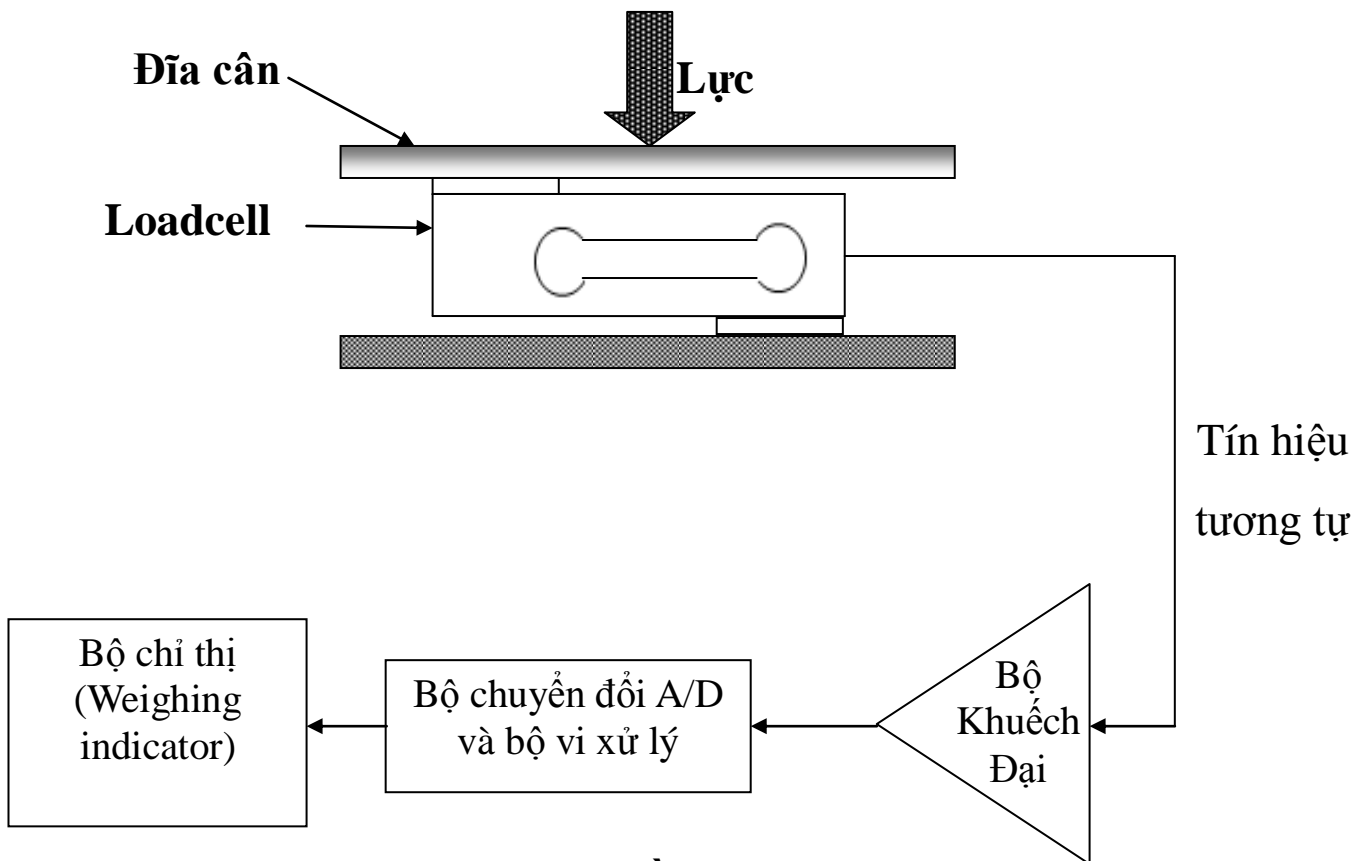 Đĩa cân
Lực
Loadcell
Tín hiệu
tương tự
Bộ chỉ thị
(Weighing
indicator)
Bộ chuyển đổi A/D
và bộ vi xử lý
Bộ
Khuếch
Đại